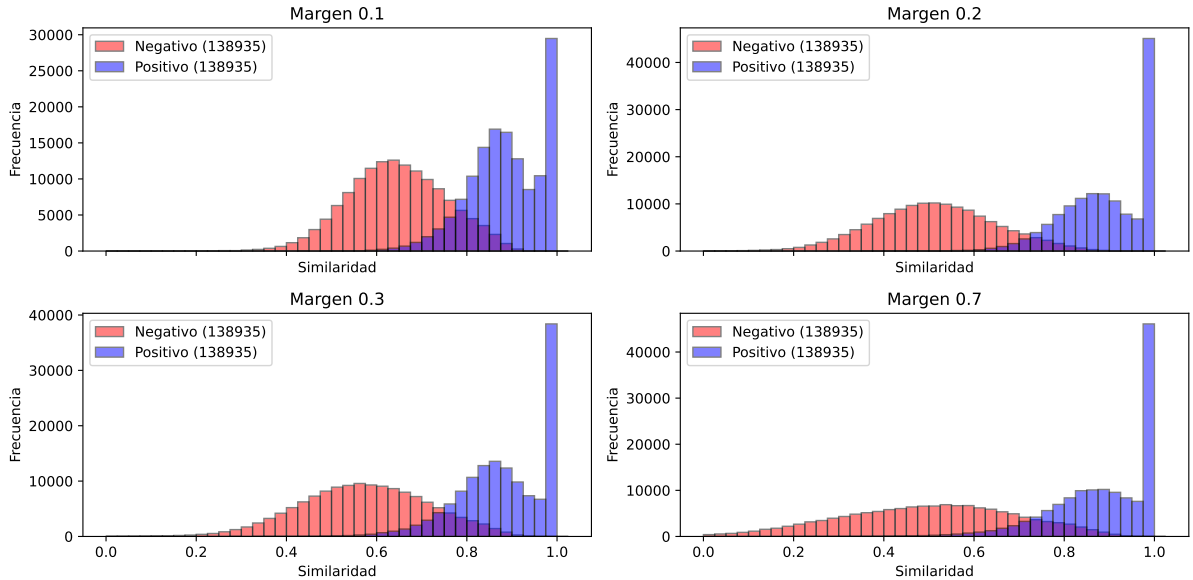 Margen 0.1
30000
25000
20000
15000
10000
5000
0
Frecuencia
Negativo (138935)
Positivo (138935)
Similaridad
Margen 0.2
40000
30000
20000
10000
0
Frecuencia
Negativo (138935)
Positivo (138935)
Similaridad
Margen 0.3
40000
30000
20000
10000
0
Frecuencia
Negativo (138935)
Positivo (138935)
0.0 0.2 0.4 0.6 0.8 1.0
Similaridad
Margen 0.7
40000
30000
20000
10000
0
Frecuencia
Negativo (138935)
Positivo (138935)
0.0 0.2 0.4 0.6 0.8 1.0
Similaridad